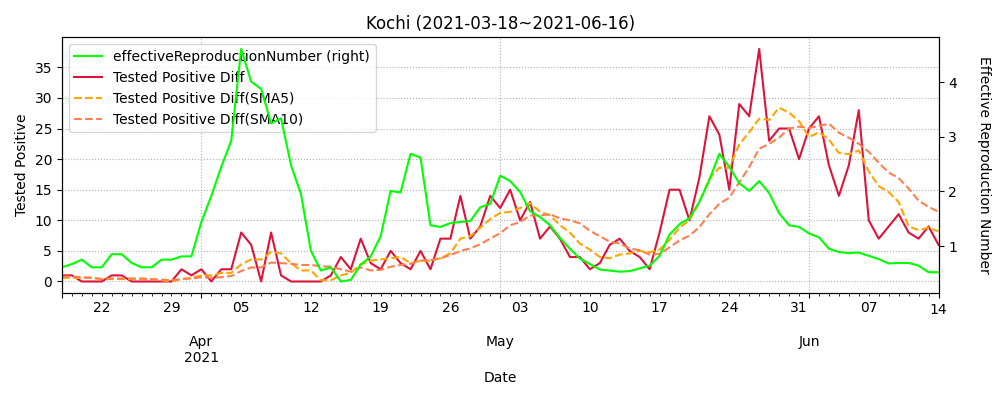 Kochi (2021-03-18~2021-06-16)
effectiveReproductionNumber (right)
Tested Positive Diff
Tested Positive Diff(SMA5)
Tested Positive Diff(SMA10)
Tested Positive
35
30
25
20
15
10
5
0
4
3
2
1
Effective Reproduction Number
22 29 05 12 19 26 03 10 17 24 31 07 14
Apr May Jun
2021
Date